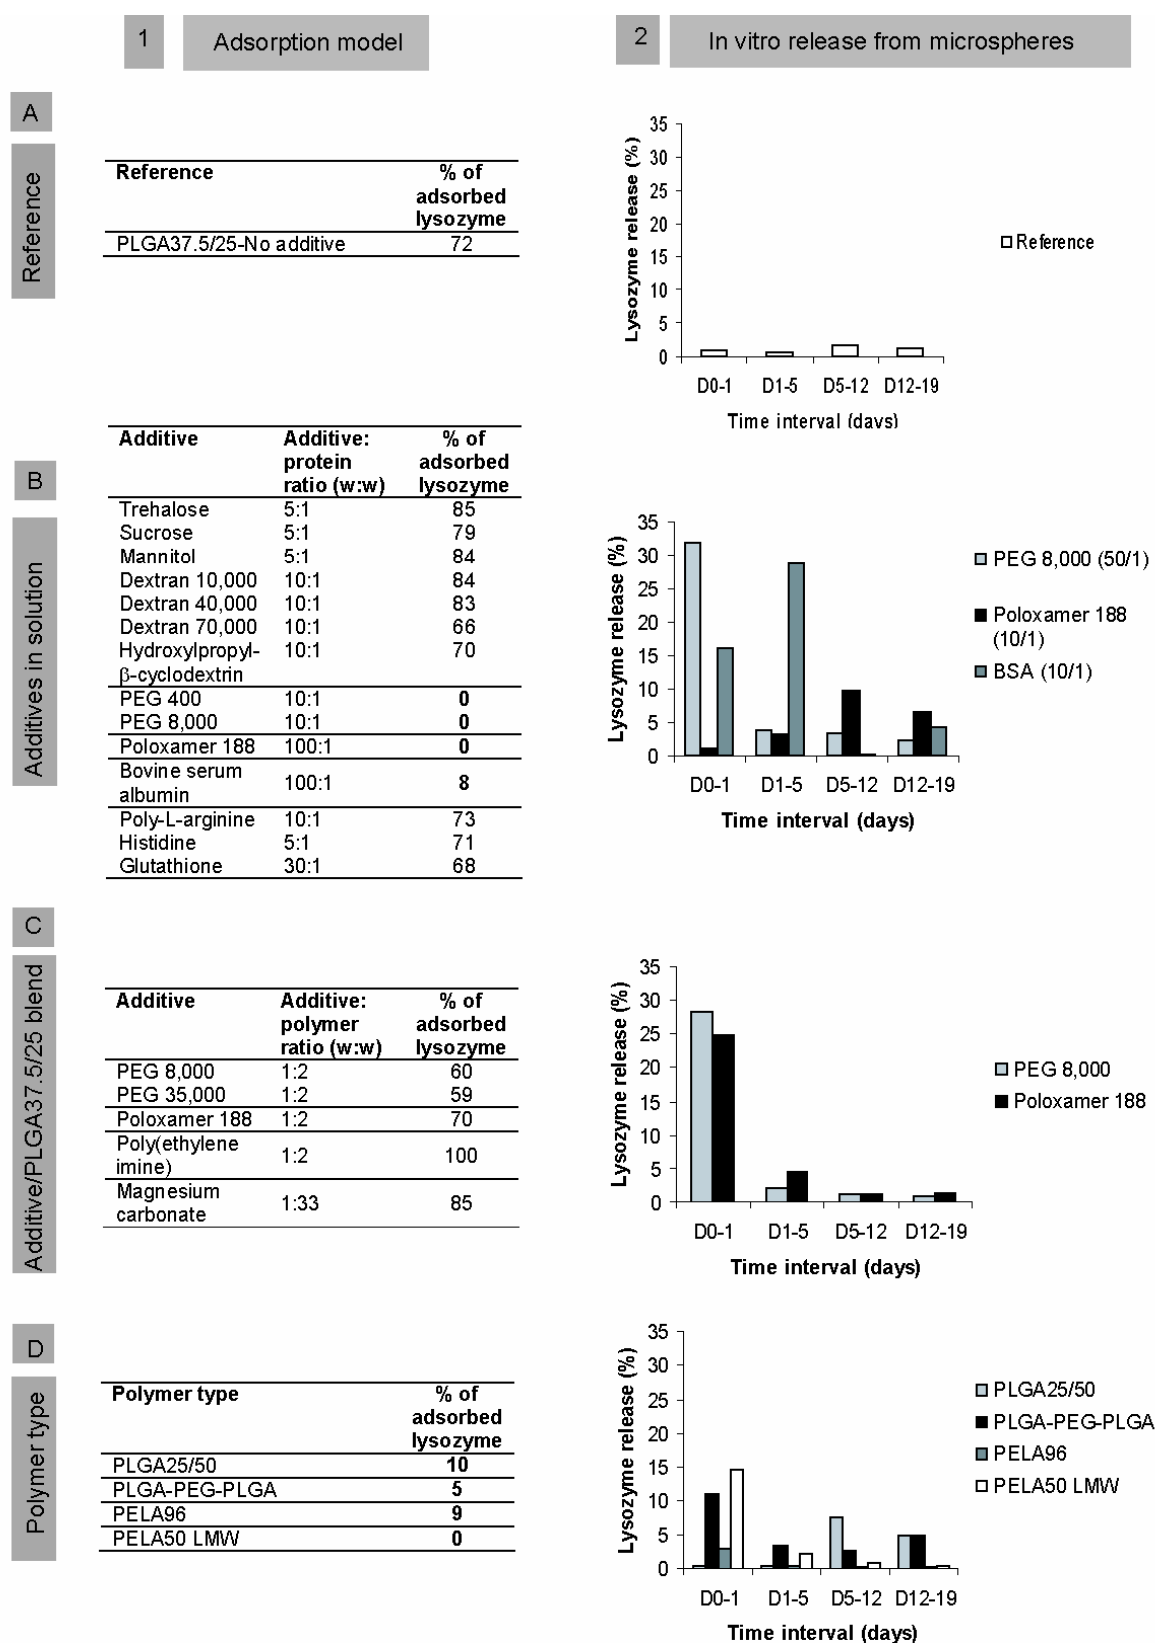 1 Adsorption model
2 In vitro release from microspheres
A
Reference
Reference % of
adsorbed
lysozyme
PLGA37.5/25-No additive 72
Lysozyme release (%)
35
30
25
20
15
10
5
0
D0-1 D1-5 D5-12 D12-19
Time interval (days)
Reference
B
Additives in solution
Additive Additive: % of
protein adsorbed
ratio (w:w) lysozyme
Trehalose 5:1 85
Sucrose 5:1 79
Mannitol 5:1 84
Dextran 10,000 10:1 84
Dextran 40,000 10:1 83
Dextran 70,000 10:1 66
Hydroxylpropyl- 10:1 70
β-cyclodextrin
PEG 400 10:1 0
PEG 8,000 10:1 0
Poloxamer 188 100:1 0
Bovine serum
albumin 100:1 8
Poly-L-arginine 10:1 73
Histidine 5:1 71
Glutathione 30:1 68
Lysozyme release (%)
35
30
25
20
15
10
5
0
D0-1 D1-5 D5-12 D12-19
Time interval (days)
PEG 8,000 (50/1)
Poloxamer 188
(10/1)
BSA (10/1)
C
Additive/PLGA37.5/25 blend
Additive Additive: % of
polymer adsorbed
ratio (w:w) lysozyme
PEG 8,000 1:2 60
PEG 35,000 1:2 59
Poloxamer 188 1:2 70
Poly(ethylene
imine) 1:2 100
Magnesium
carbonate 1:33 85
Lysozyme release (%)
35
30
25
20
15
10
5
0
D0-1 D1-5 D5-12 D12-19
Time interval (days)
PEG 8,000
Poloxamer 188
D
Polymer type
Polymer type % of
adsorbed
lysozyme
PLGA25/50 10
PLGA-PEG-PLGA 5
PELA96 9
PELA50 LMW 0
Lysozyme release (%)
35
30
25
20
15
10
5
0
D0-1 D1-5 D5-12 D12-19
Time interval (days)
PLGA25/50
PLGA-PEG-PLGA
PELA96
PELA50 LMW